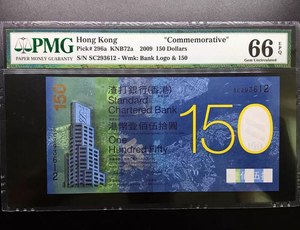 PMG
PAPER MONEY GUARANTY
Hong Kong "Commemorative"
Pick# 296a KNB72a 2009 150 Dollars
S/N SC293612 - Wmk: Bank Logo & 150
66 EPQ
Gem Uncirculated
150
渣打銀行(香港)
Standard
Chartered Bank
港幣壹佰伍拾圓
One
Hundred Fifty
150